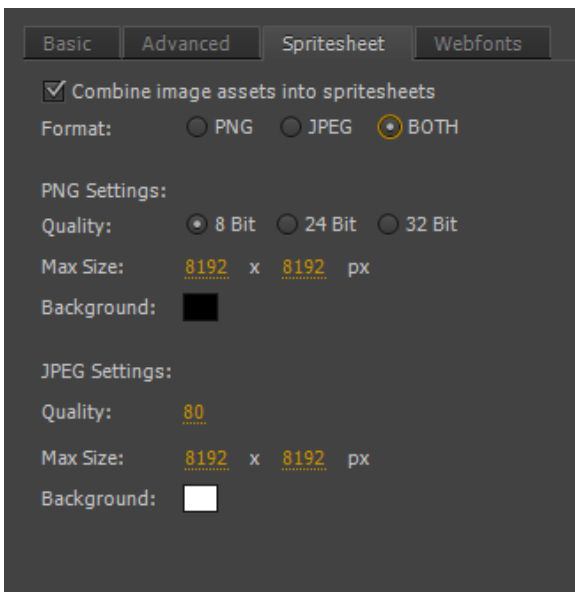 Basic Advanced Spritesheet Webfonts
Combine image assets into spritesheets
Format: PNG JPEG BOTH
PNG Settings:
Quality: 8 Bit 24 Bit 32 Bit
Max Size: 8192 x 8192 px
Background:
JPEG Settings:
Quality: 80
Max Size: 8192 x 8192 px
Background: